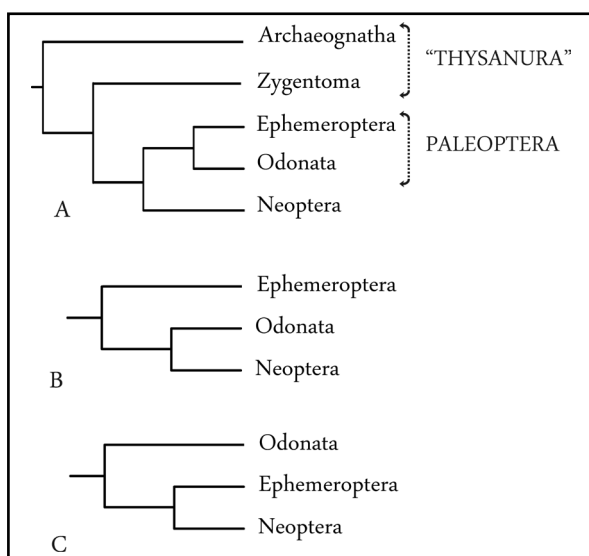 Archaeognatha
"THYSANURA"
Zygentoma
Ephemeroptera
PALEOPTERA
Odonata
A
Neoptera
Ephemeroptera
Odonata
B
Neoptera
Odonata
Ephemeroptera
Neoptera
C